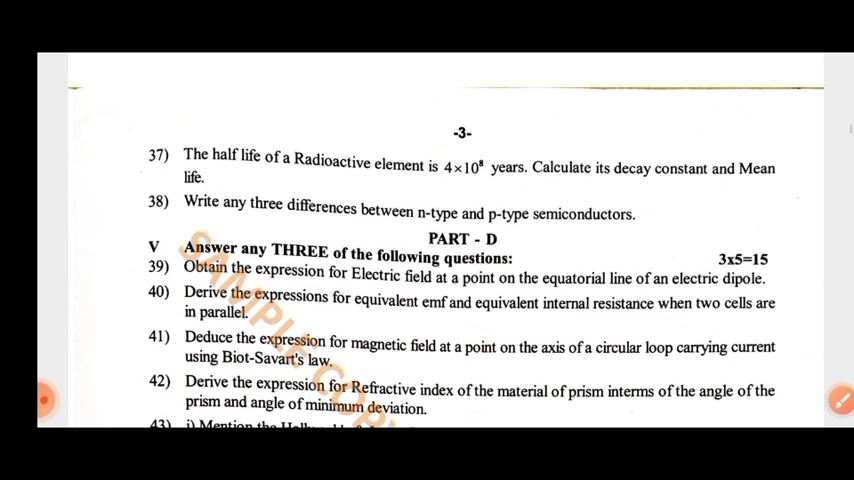 -3-
37) The half life of a Radioactive element is 4×10⁸ years. Calculate its decay constant and Mean
life.
38) Write any three differences between n-type and p-type semiconductors.
PART - D
V Answer any THREE of the following questions: 3x5=15
39) Obtain the expression for Electric field at a point on the equatorial line of an electric dipole.
40) Derive the expressions for equivalent emf and equivalent internal resistance when two cells are
in parallel.
41) Deduce the expression for magnetic field at a point on the axis of a circular loop carrying current
using Biot-Savart's law.
42) Derive the expression for Refractive index of the material of prism interms of the angle of the
prism and angle of minimum deviation.
43) i) Mention the
SAMPLE COPY